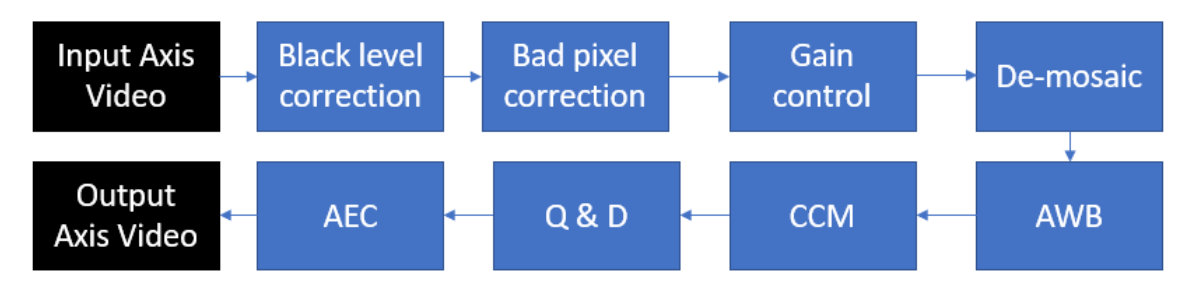 Input Axis
Video
Black level
correction
Bad pixel
correction
Gain
control
De-mosaic
Output
Axis Video
AEC
Q & D
CCM
AWB